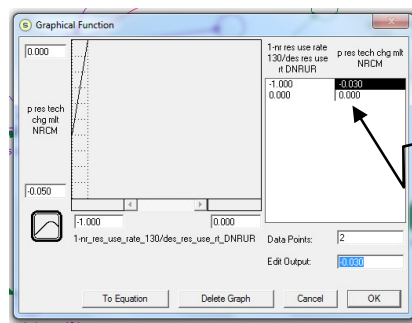 Graphical Function
0.000
p res tech
chg mlt
NRCM
-0.050
-1.000
0.000
1-nr_res_use_rate_130/des_res_use_rt_DNRUR
1-nr res use rate
130/des res use
rt DNRUR
p res tech chg mlt
NRCM
-1.000 -0.030
0.000 0.000
Data Points: 2
Edit Output: -0.030
To Equation Delete Graph Cancel OK